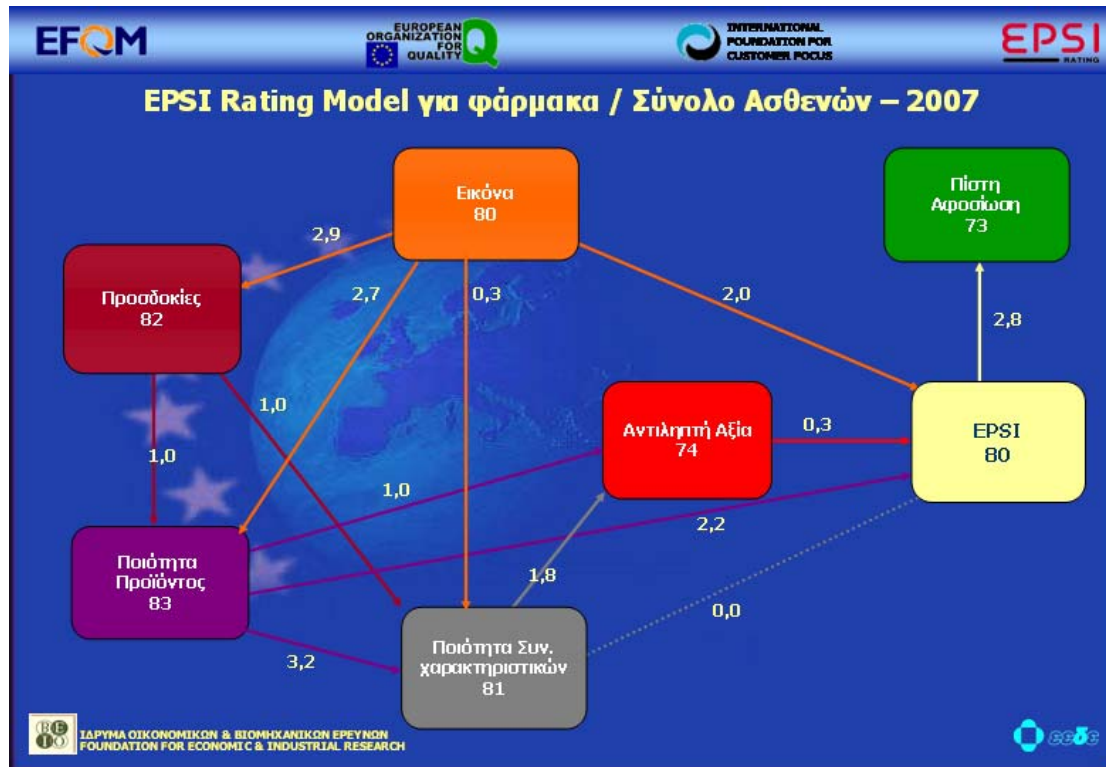 EFQM
EUROPEAN
ORGANIZATION
FOR
QUALITY
Q
INTERNATIONAL
FOUNDATION FOR
CUSTOMER FOCUS
EPSI
RATING
EPSI Rating Model για φάρμακα / Σύνολο Ασθενών – 2007
Εικόνα
80
Πίστη
Αφοσίωση
73
2,9
Προσδοκίες
82
2,7
0,3
2,0
2,8
1,0
1,0
Αντιληπτή Αξία
74
0,3
EPSI
80
1,0
2,2
Ποιότητα
Προϊόντος
83
1,8
0,0
3,2
Ποιότητα Συν.
χαρακτηριστικών
81
ΙΔΡΥΜΑ ΟΙΚΟΝΟΜΙΚΩΝ & ΒΙΟΜΗΧΑΝΙΚΩΝ ΕΡΕΥΝΩΝ
FOUNDATION FOR ECONOMIC & INDUSTRIAL RESEARCH
εεδε